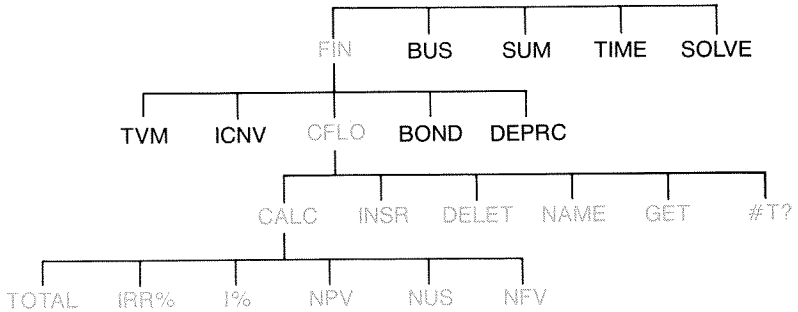 FIN BUS SUM TIME SOLVE
TVM ICNV CFLO BOND DEPRC
CALC INSR DELET NAME GET #T?
TOTAL IRR% I% NPV NUS NFV